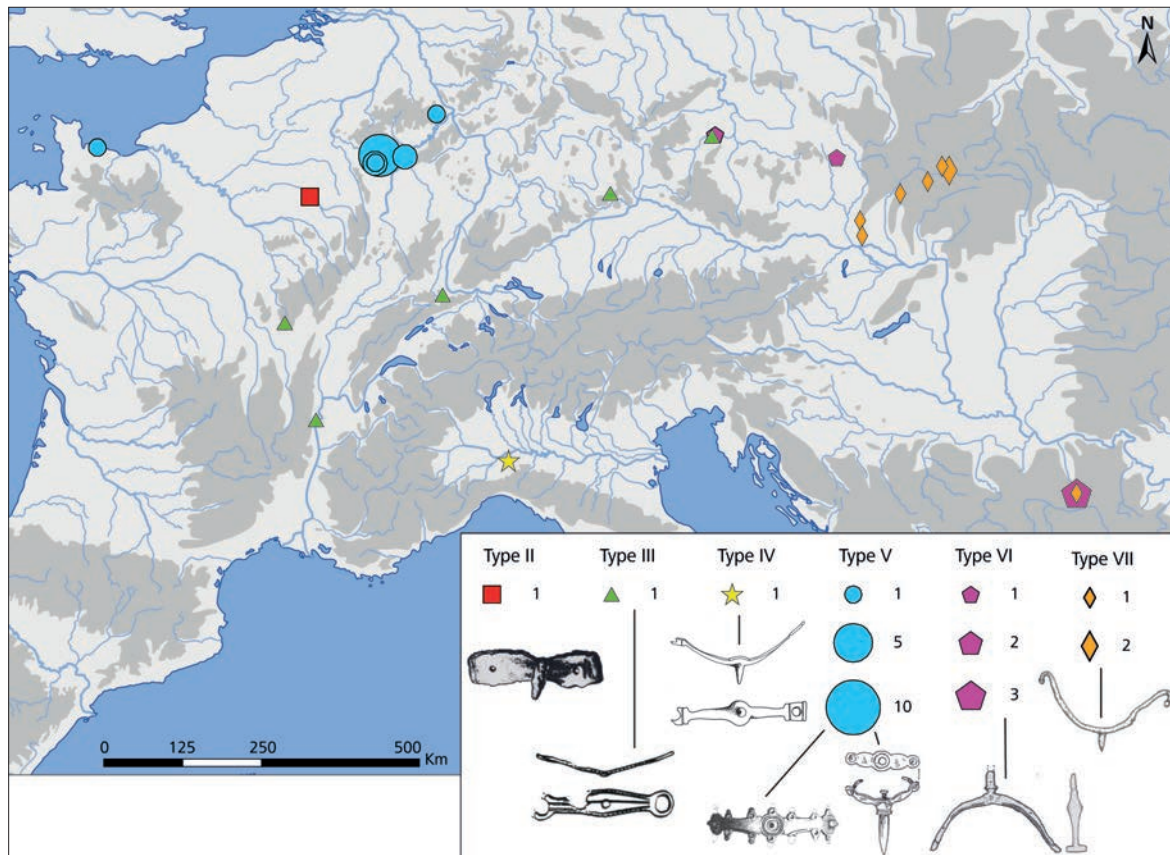 N
Type II Type III Type IV Type V Type VI Type VII
1 1 1 1 1 1
5 2 2
10 3
0 125 250 500
Km